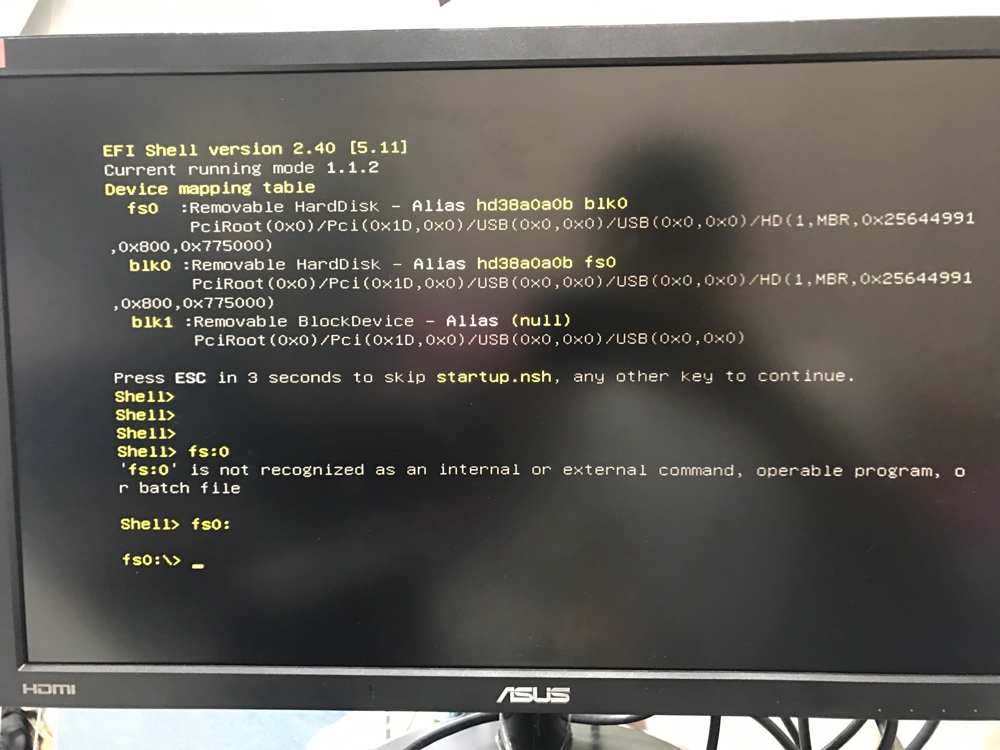 EFI Shell version 2.40 [5.11]
Current running mode 1.1.2
Device mapping table
fs0 :Removable HardDisk - Alias hd38a0a0b blk0
PciRoot(0x0)/Pci(0x1D,0x0)/USB(0x0,0x0)/USB(0x0,0x0)/HD(1,MBR,0x25644991
,0x800,0x775000)
blk0 :Removable HardDisk - Alias hd38a0a0b fs0
PciRoot(0x0)/Pci(0x1D,0x0)/USB(0x0,0x0)/USB(0x0,0x0)/HD(1,MBR,0x25644991
,0x800,0x775000)
blk1 :Removable BlockDevice - Alias (null)
PciRoot(0x0)/Pci(0x1D,0x0)/USB(0x0,0x0)/USB(0x0,0x0)
Press ESC in 3 seconds to skip startup.nsh, any other key to continue.
Shell>
Shell>
Shell>
Shell> fs:0
'fs:0' is not recognized as an internal or external command, operable program, o
r batch file
Shell> fs0:
fs0:\> _
HDMI
ASUS